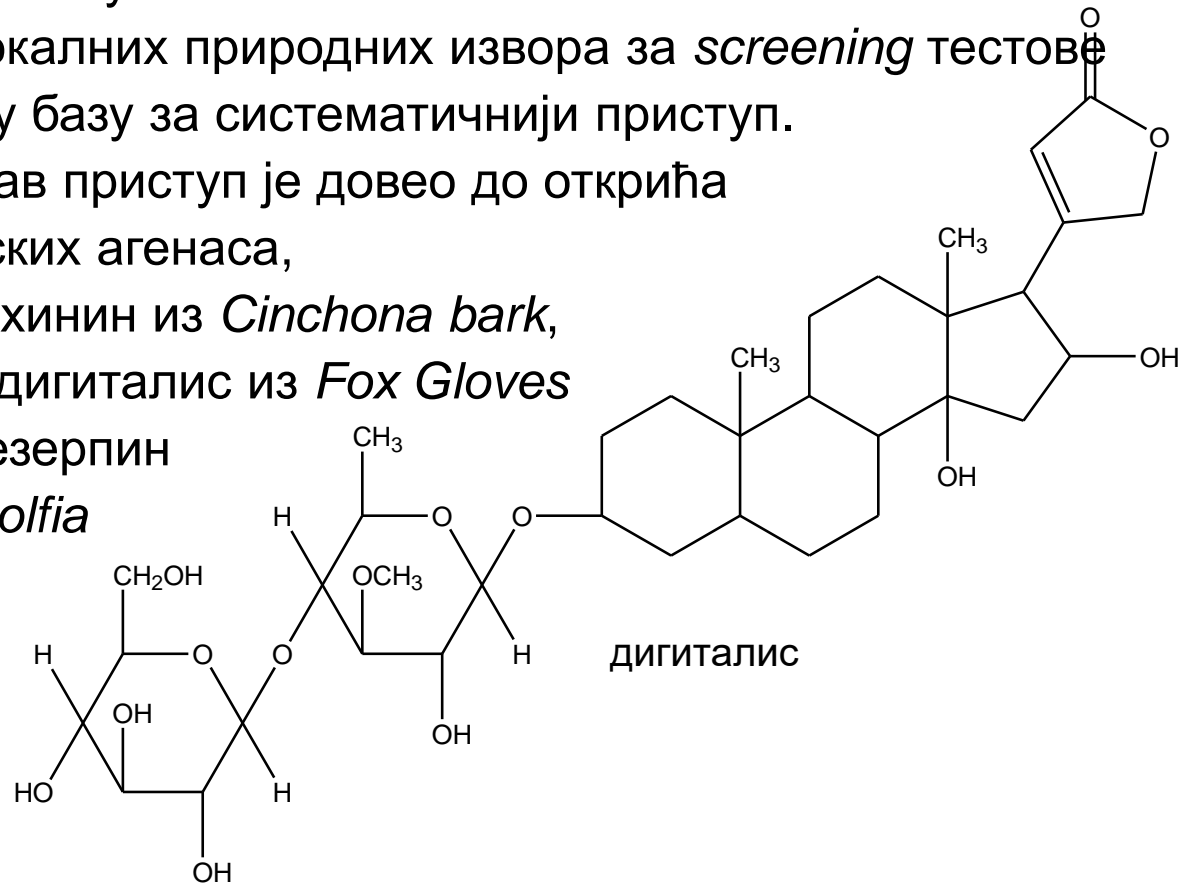 окалних природних извора за screening тестове
у базу за систематичнији приступ.
ав приступ је довео до открића
ских агенаса,
хинин из Cinchona bark,
дигиталис из Fox Gloves
езерпин
olfia
O
O
CH3
CH3
OH
OH
CH3
H
O
O
CH2OH
OCH3
H
O
O
H
дигиталис
OH
OH
HO
H
OH